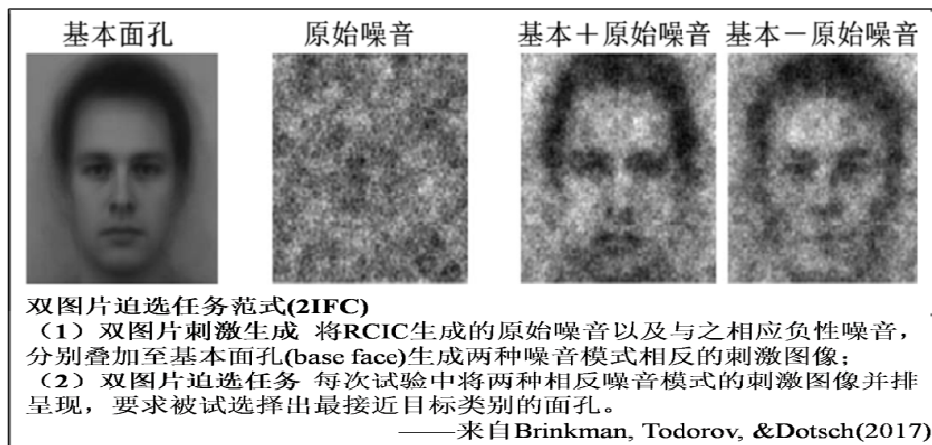 基本面孔 原始噪音 基本＋原始噪音 基本－原始噪音
双图片迫选任务范式(2IFC)
（1）双图片刺激生成 将RCIC生成的原始噪音以及与之相应负性噪音，
分别叠加至基本面孔(base face)生成两种噪音模式相反的刺激图像；
（2）双图片迫选任务 每次试验中将两种相反噪音模式的刺激图像并排
呈现，要求被试选择出最接近目标类别的面孔。
——来自Brinkman, Todorov, &Dotsch(2017)